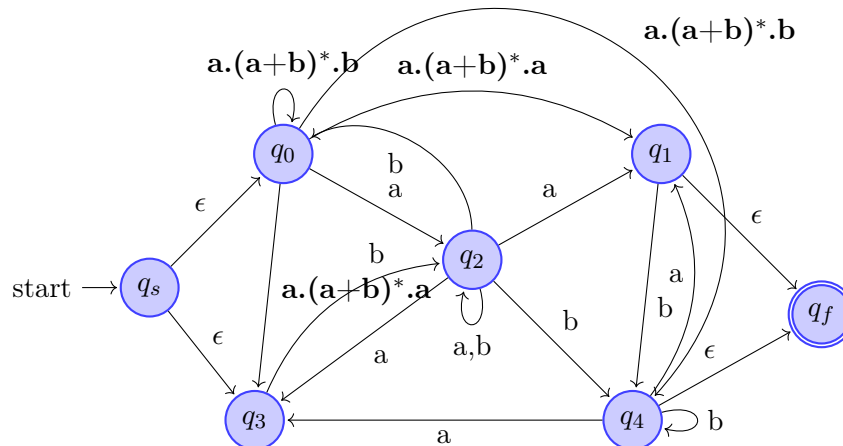 a.(a+b)*.b
a.(a+b)*.b
a.(a+b)*.a
q0
q1
b
a
a
ϵ
ϵ
b
q2
a
start
qs
a.(a+b)*.a
b
qf
ϵ
a,b
b
ϵ
a
q3
q4
b
a